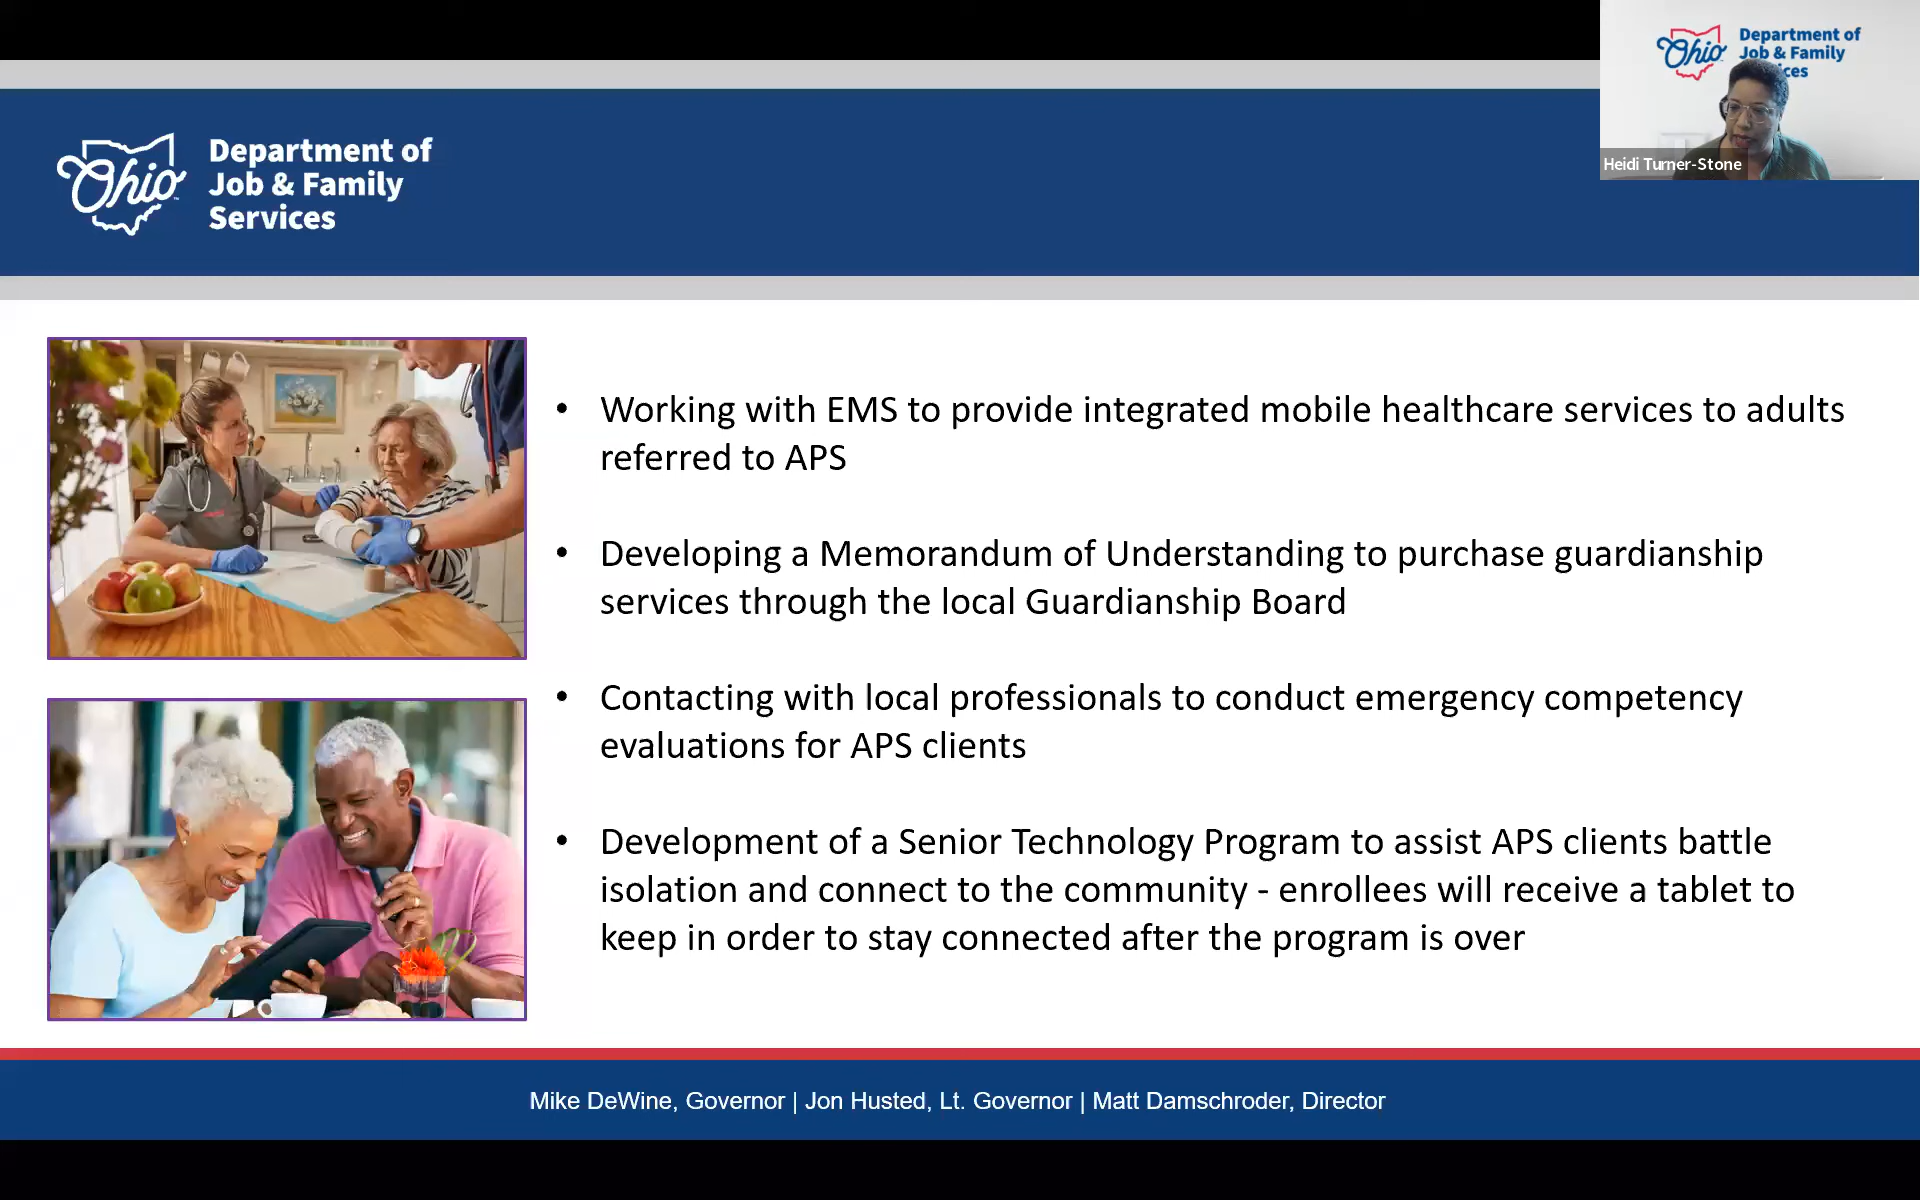 Department of
Job & Family
ices
Ohio
Heidi Turner-Stone
Ohio
Department of
Job & Family
Services
• Working with EMS to provide integrated mobile healthcare services to adults
referred to APS
• Developing a Memorandum of Understanding to purchase guardianship
services through the local Guardianship Board
• Contacting with local professionals to conduct emergency competency
evaluations for APS clients
• Development of a Senior Technology Program to assist APS clients battle
isolation and connect to the community - enrollees will receive a tablet to
keep in order to stay connected after the program is over
Mike DeWine, Governor | Jon Husted, Lt. Governor | Matt Damschroder, Director